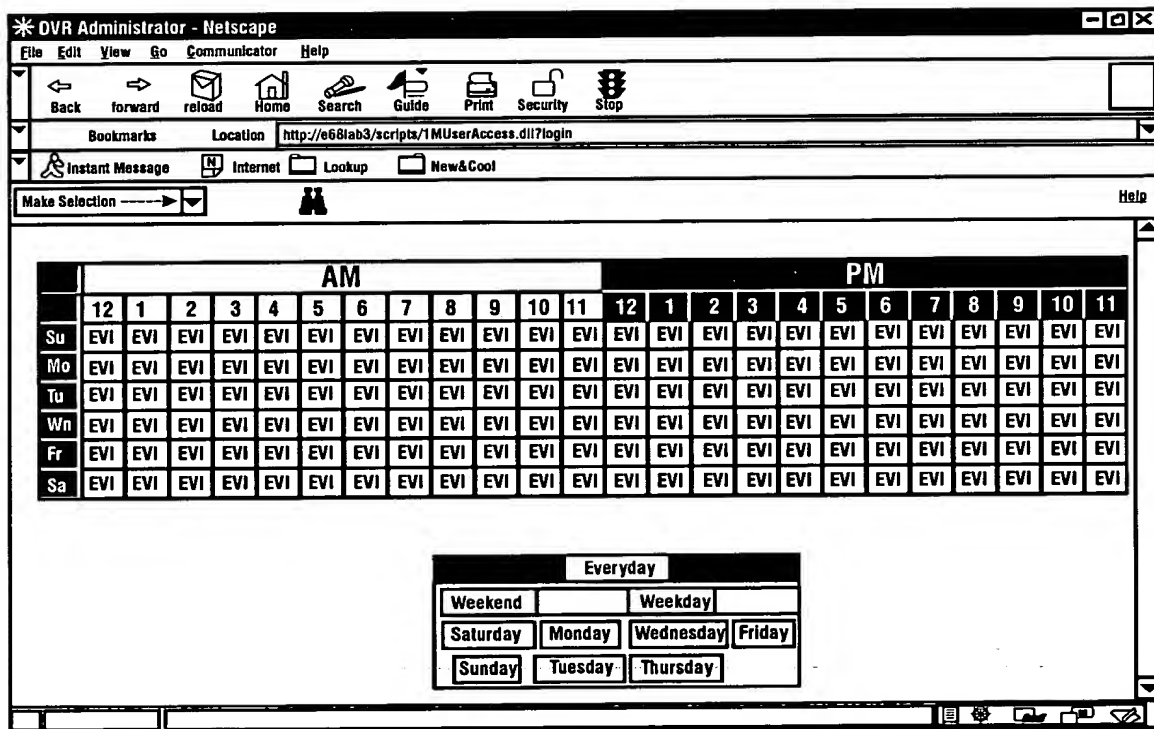 DVR Administrator - Netscape
File Edit View Go Communicator Help
Back forward reload Home Search Guide Print Security Stop
Bookmarks Location http://e68lab3/scripts/1MUserAccess.dll?login
Instant Message N Internet Lookup New&Cool
Make Selection -----> Help
AM PM
12 1 2 3 4 5 6 7 8 9 10 11 12 1 2 3 4 5 6 7 8 9 10 11
Su EVI EVI EVI EVI EVI EVI EVI EVI EVI EVI EVI EVI EVI EVI EVI EVI EVI EVI EVI EVI EVI EVI EVI EVI
Mo EVI EVI EVI EVI EVI EVI EVI EVI EVI EVI EVI EVI EVI EVI EVI EVI EVI EVI EVI EVI EVI EVI EVI EVI
Tu EVI EVI EVI EVI EVI EVI EVI EVI EVI EVI EVI EVI EVI EVI EVI EVI EVI EVI EVI EVI EVI EVI EVI EVI
Wn EVI EVI EVI EVI EVI EVI EVI EVI EVI EVI EVI EVI EVI EVI EVI EVI EVI EVI EVI EVI EVI EVI EVI EVI
Fr EVI EVI EVI EVI EVI EVI EVI EVI EVI EVI EVI EVI EVI EVI EVI EVI EVI EVI EVI EVI EVI EVI EVI EVI
Sa EVI EVI EVI EVI EVI EVI EVI EVI EVI EVI EVI EVI EVI EVI EVI EVI EVI EVI EVI EVI EVI EVI EVI EVI
Everyday
Weekend Weekday
Saturday Monday Wednesday Friday
Sunday Tuesday Thursday